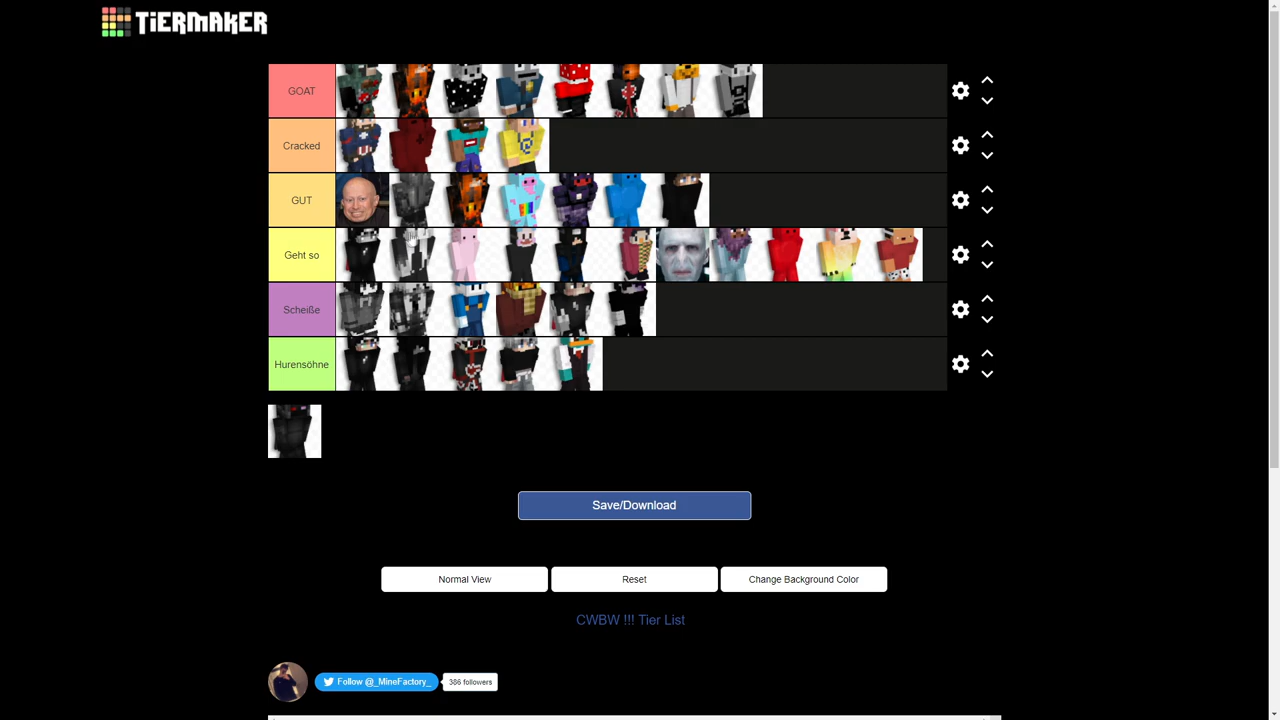 TiERMAKER
GOAT
Cracked
GUT
Geht so
Scheiße
Hurensöhne
Save/Download
Normal View
Reset
Change Background Color
CWBW !!! Tier List
Follow @_MineFactory_
386 followers